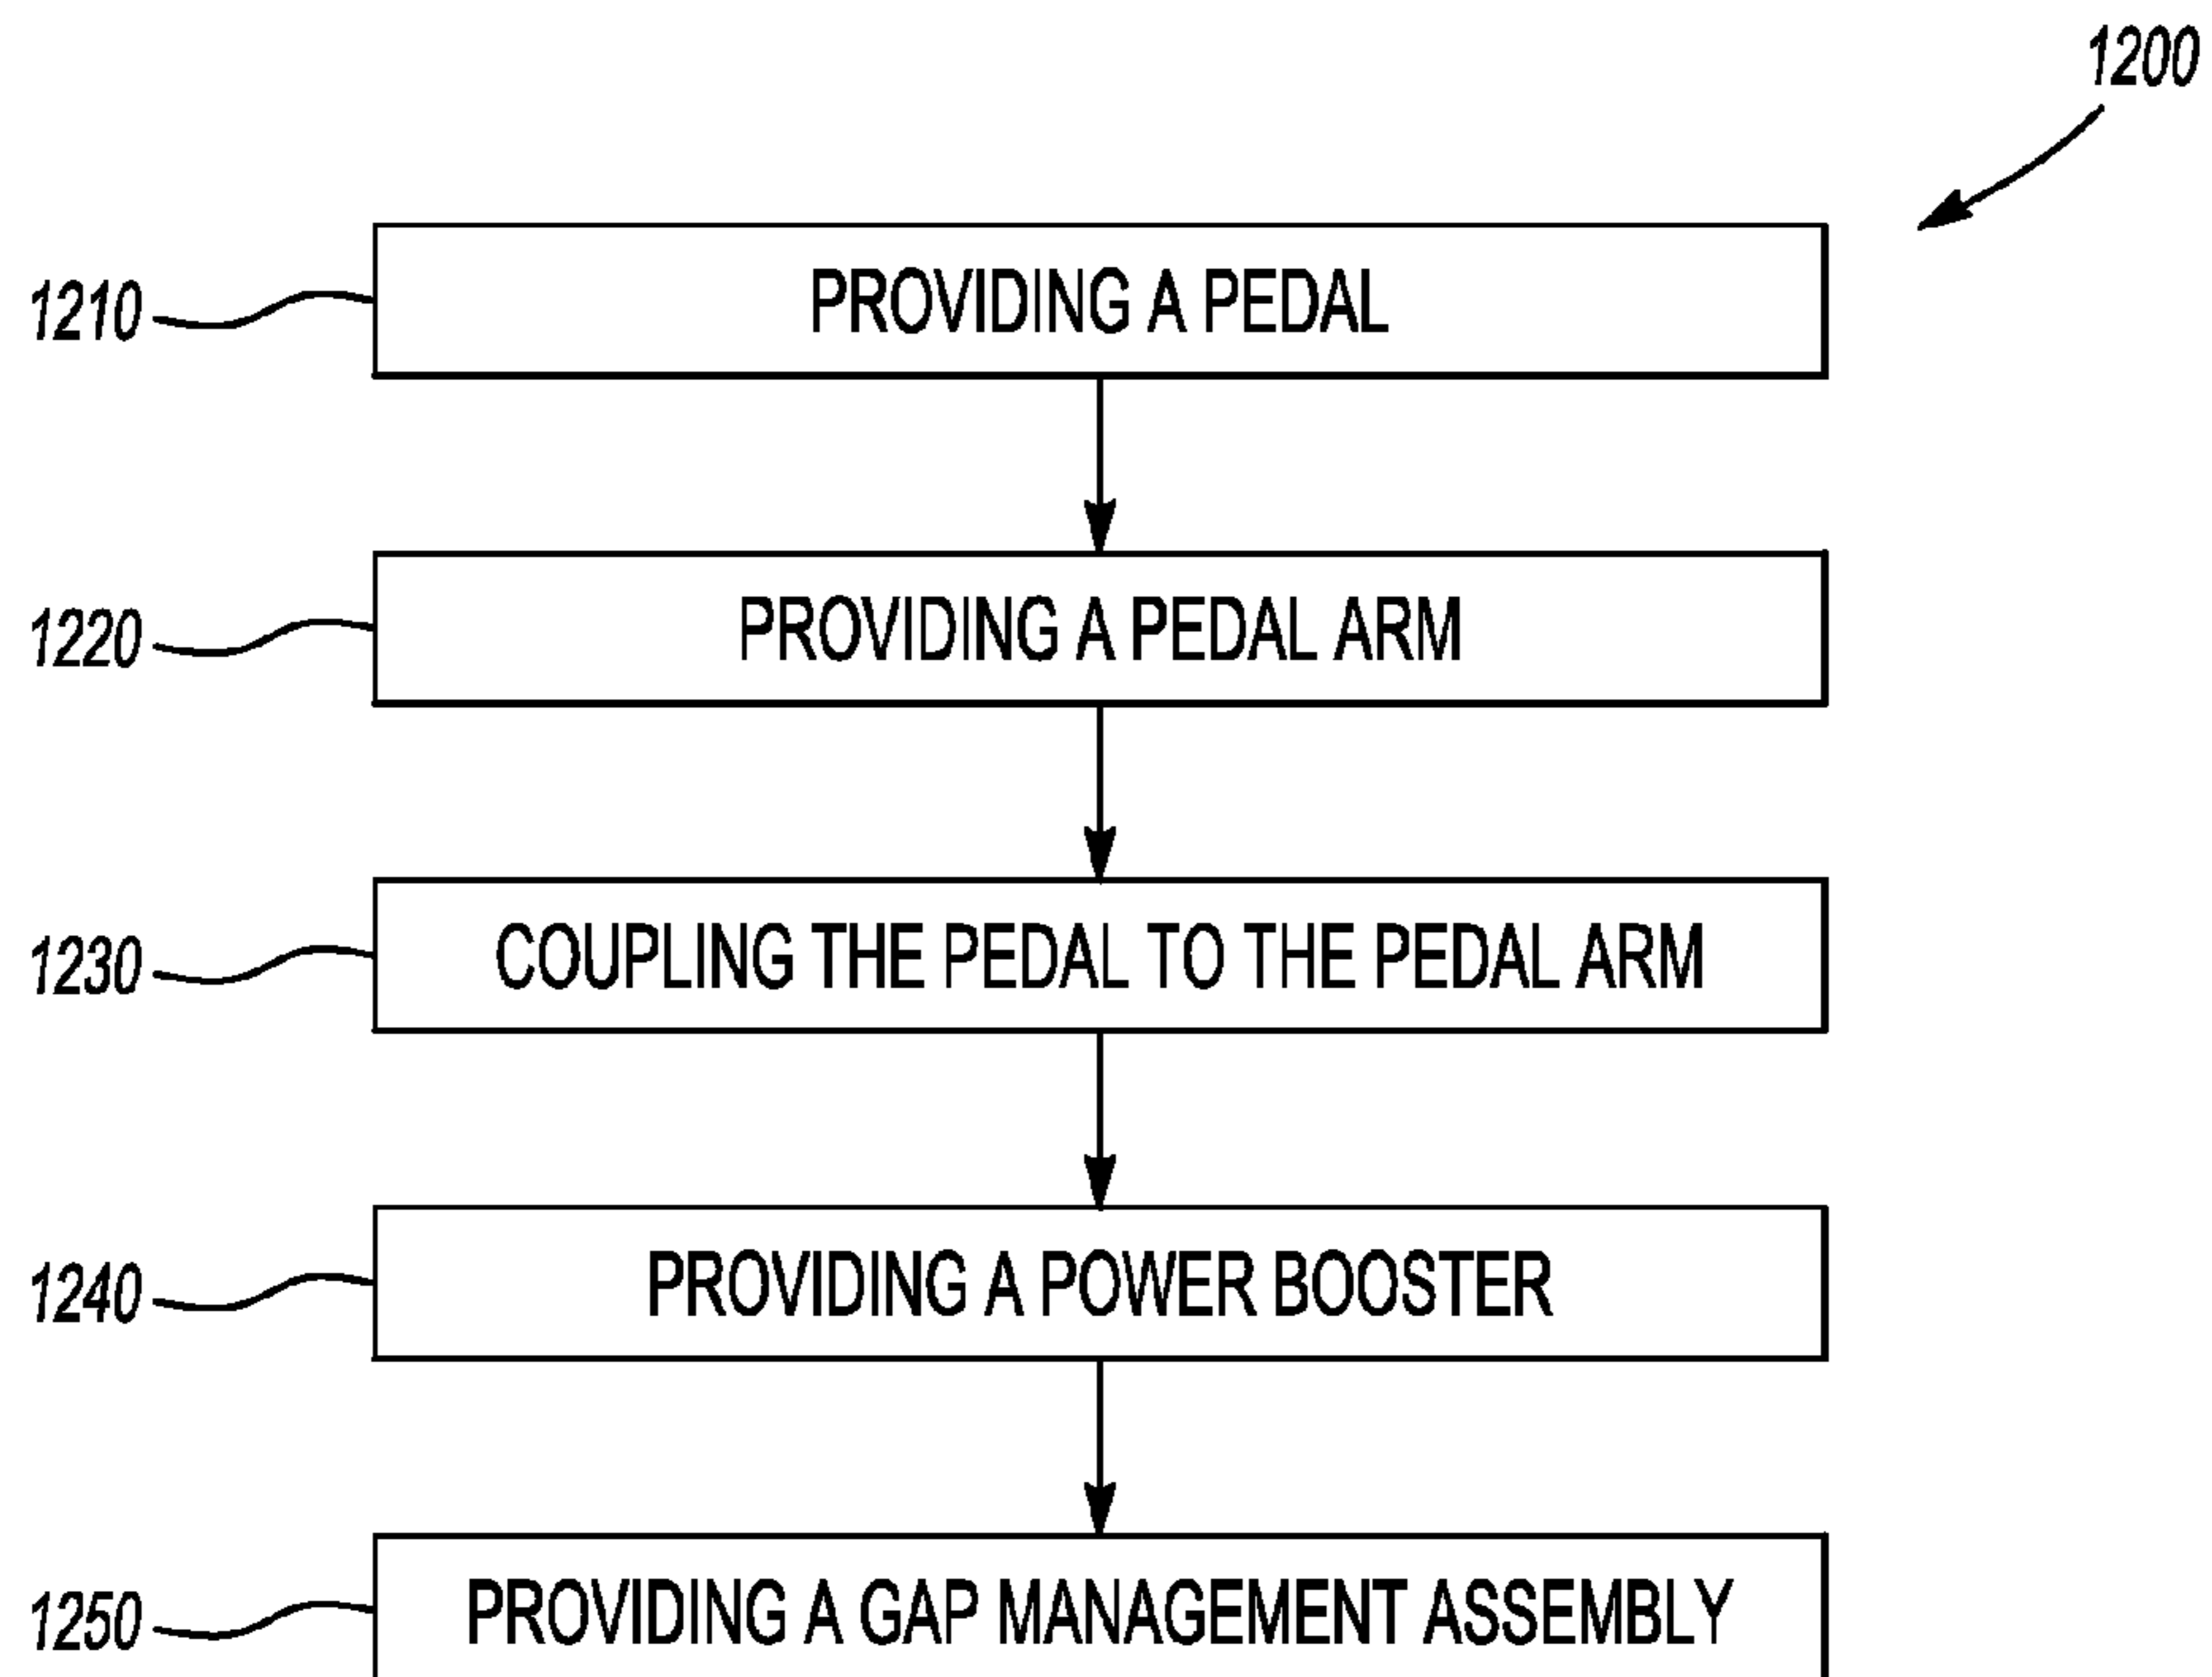 1200
1210 PROVIDING A PEDAL
1220 PROVIDING A PEDAL ARM
1230 COUPLING THE PEDAL TO THE PEDAL ARM
1240 PROVIDING A POWER BOOSTER
1250 PROVIDING A GAP MANAGEMENT ASSEMBLY